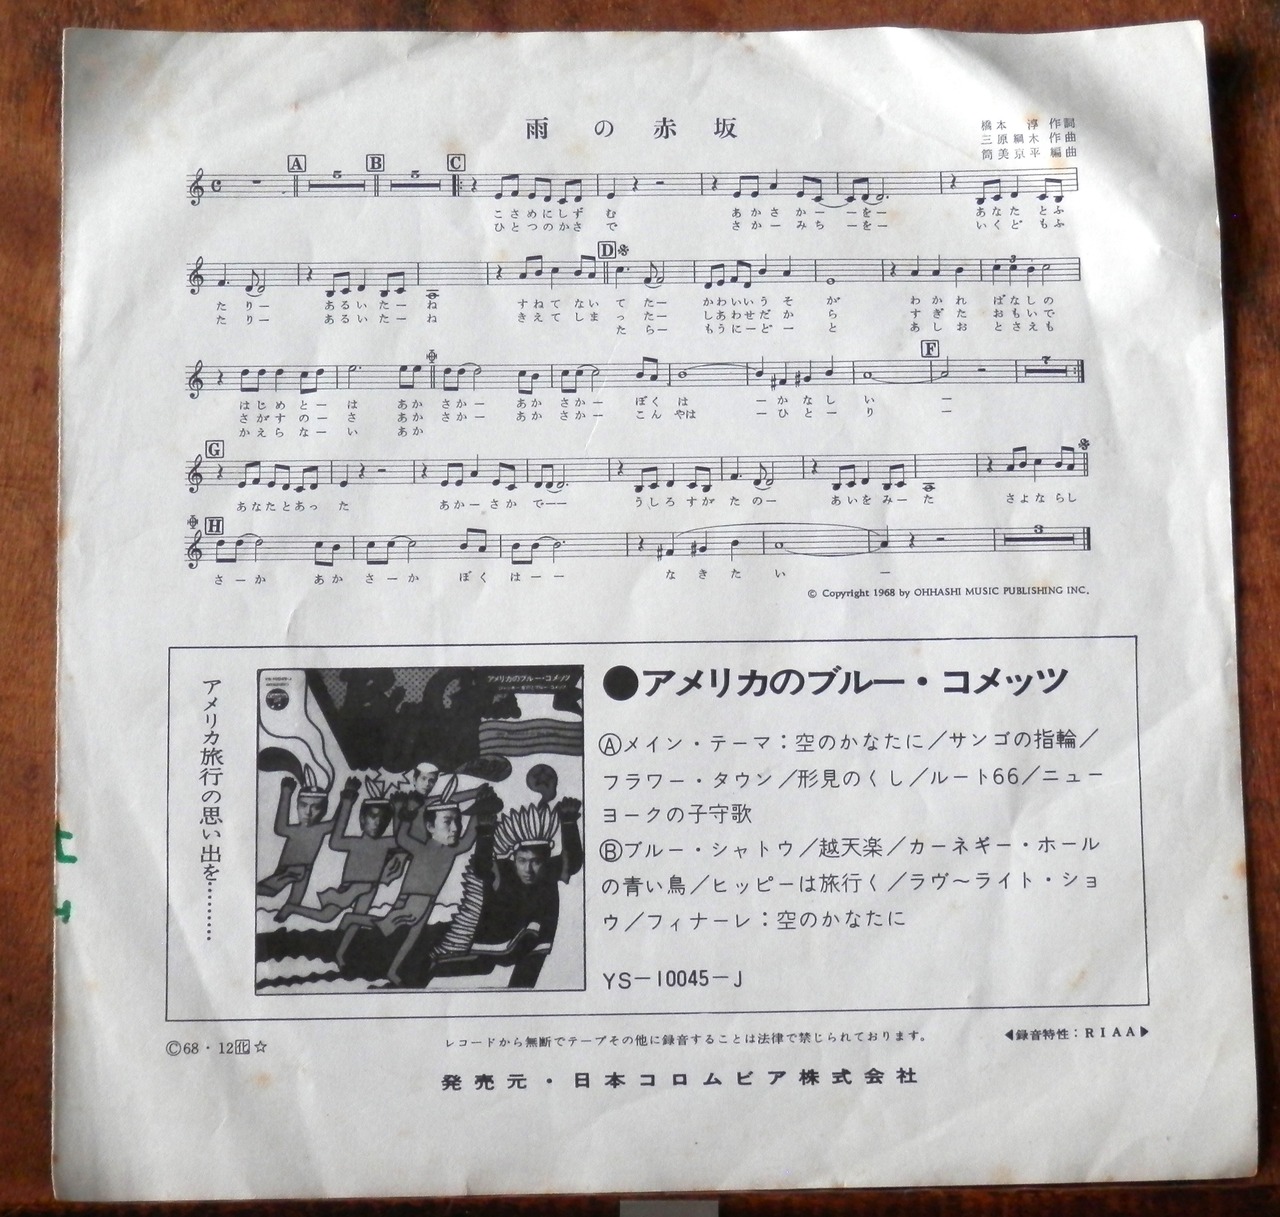 雨の赤坂
橋本 淳 作詞
三原綱木 作曲
筒美京平 編曲
A 5 B 5 C
こさめにしず む あかさ かー ーをー あなた とふ
ひとつのかさ で さかー みち ーをー いくど もふ
D
たり ー あるい たー ね すねて ない て たー かわいいう そ が わかれ ばなしの
たり ー あるい たー ね きえて しま っ たー しあわせだ か ら すぎた おもいで
た らー もうにーど ー と あしお とさえも
3
F 7
はじめ とー は あか さかー あか さかー ぼく は ーかなし い ー
さがす のー さ あか さかー あか さかー こん やは ーひとー り ー
かえら なー い あか
G
あなたとあっ た あかーさか でーー うしろ すが た のー あいを みー た さよ ならし
H 3
さーか あか さーか ぼく はーー なきた い ー
© Copyright 1968 by OHHASHI MUSIC PUBLISHING INC.
アメリカ旅行の思い出を………
アメリカのブルー・コメッツ
●アメリカのブルー・コメッツ
Ⓐメイン・テーマ：空のかなたに／サンゴの指輪／
フラワー・タウン／形見のくし／ルート66／ニュー
ヨークの子守歌
Ⓑブルー・シャトウ／越天楽／カーネギー・ホール
の青い鳥／ヒッピーは旅行く／ラヴ〜ライト・ショ
ウ／フィナーレ：空のかなたに
YS－10045－J
Ⓒ68・12化☆
レコードから無断でテープその他に録音することは法律で禁じられております。
◀録音特性：RIAA▶
発売元・日本コロムビア株式会社